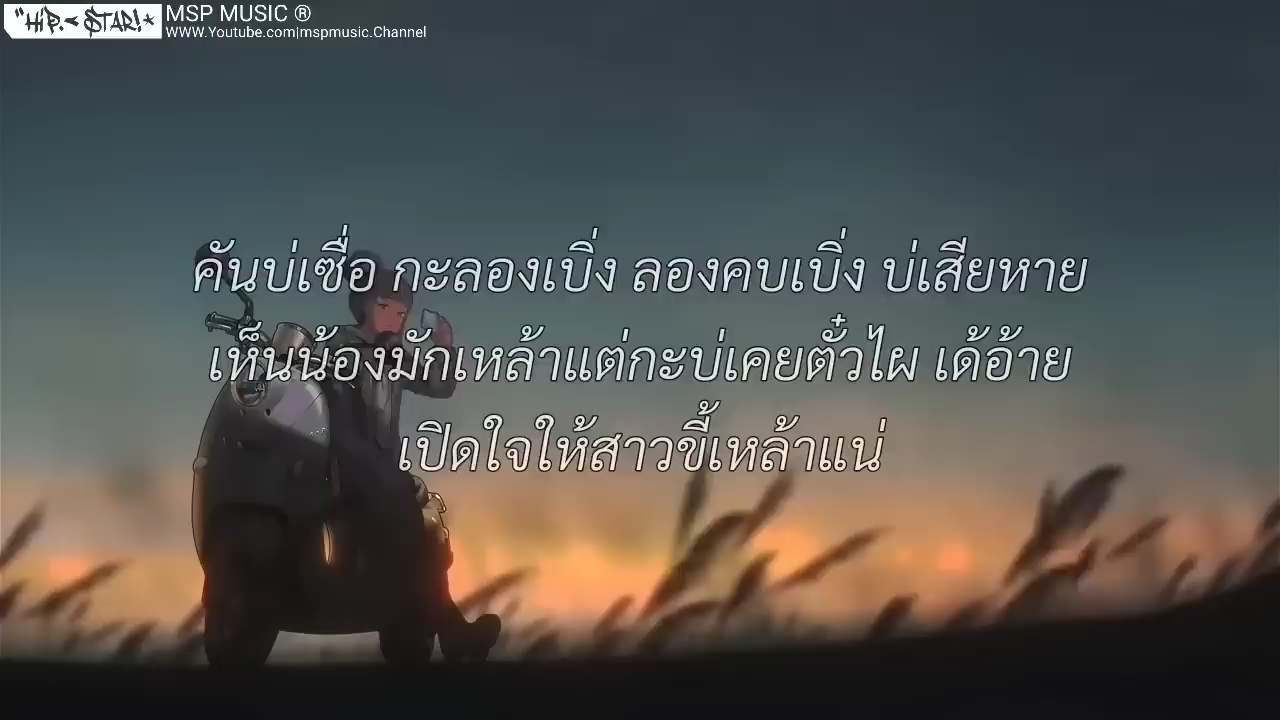 "HiP.< STAR!*
MSP MUSIC ®
WWW.Youtube.com|mspmusic.Channel
คันบ่เซื่อ กะลองเบิ่ง ลองคบเบิ่ง บ่เสียหาย
เห็นน้องมักเหล้าแต่กะบ่เคยตั๋วไผ เด้อ้าย
เปิดใจให้สาวขี้เหล้าแน่